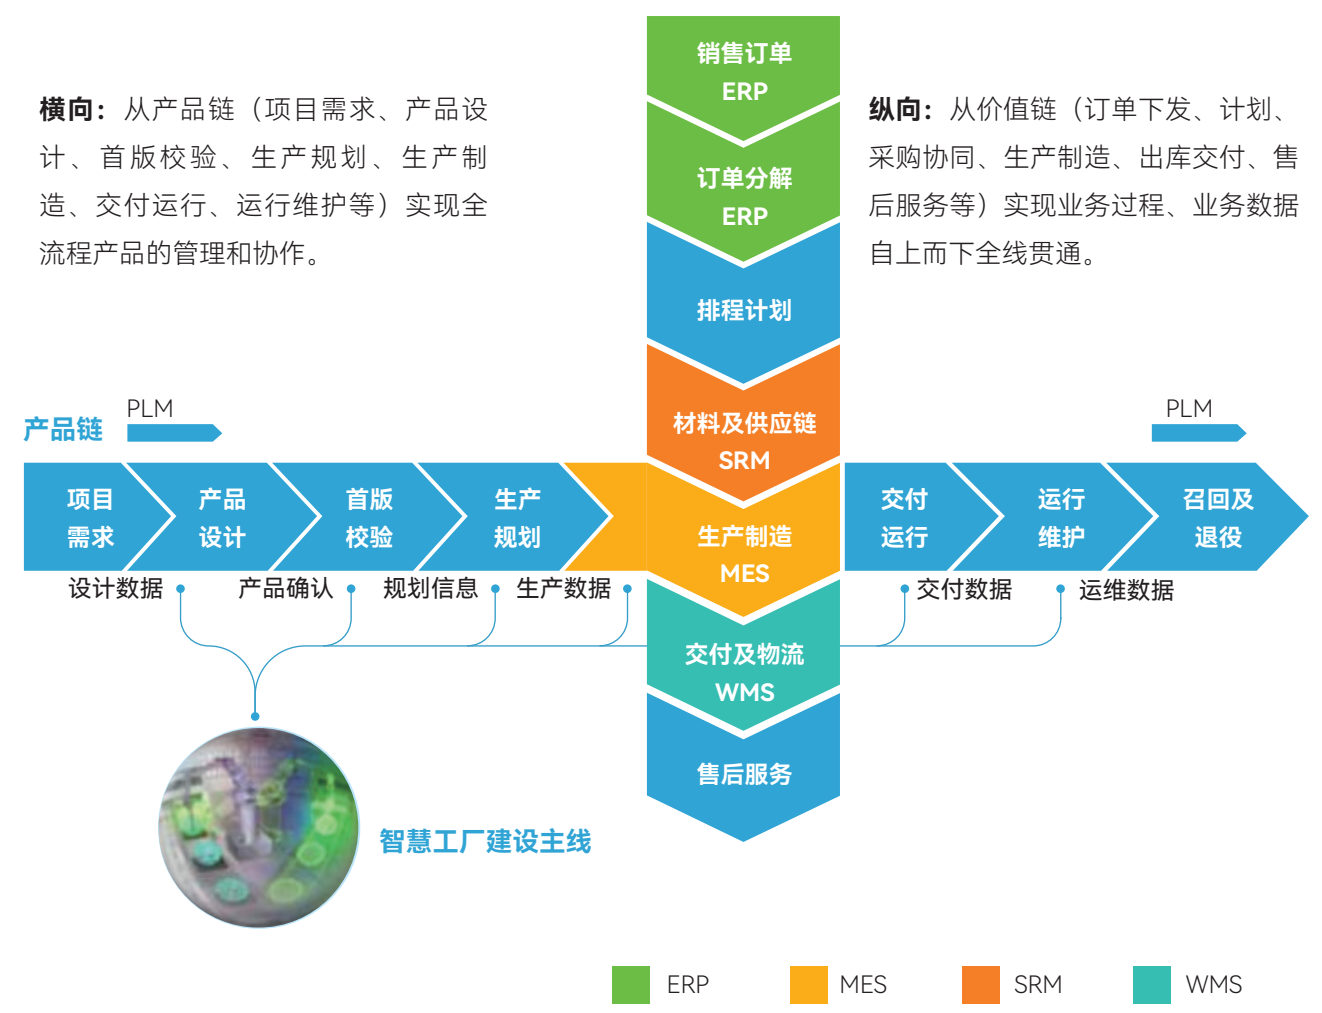 横向：从产品链（项目需求、产品设
计、首版校验、生产规划、生产制
造、交付运行、运行维护等）实现全
流程产品的管理和协作。
纵向：从价值链（订单下发、计划、
采购协同、生产制造、出库交付、售
后服务等）实现业务过程、业务数据
自上而下全线贯通。
销售订单
ERP
订单分解
ERP
排程计划
材料及供应链
SRM
产品链
PLM
PLM
项目
需求
产品
设计
首版
校验
生产
规划
生产制造
MES
交付
运行
运行
维护
召回及
退役
设计数据
产品确认
规划信息
生产数据
交付数据
运维数据
交付及物流
WMS
售后服务
智慧工厂建设主线
ERP
MES
SRM
WMS